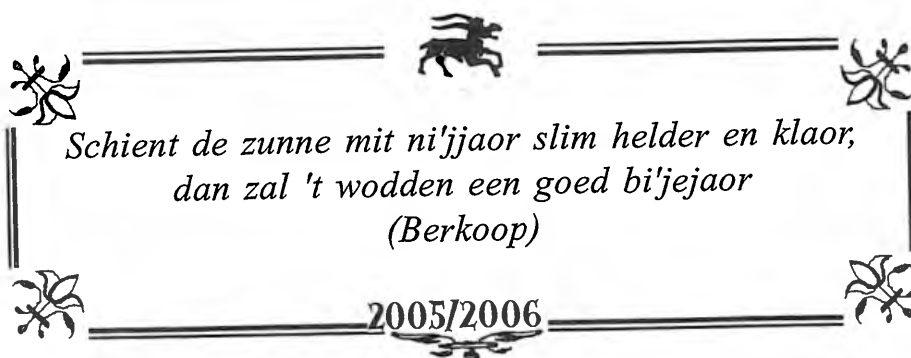 Schient de zunne mit ni'jjaor slim helder en klaor,
dan zal 't wodden een goed bi'jejaor
(Berkoop)
2005/2006